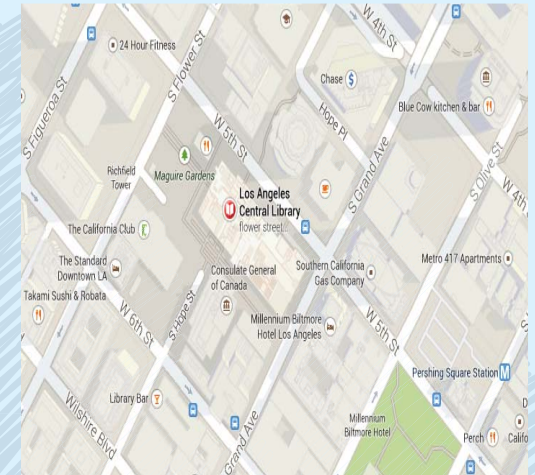 W 4th St
24 Hour Fitness
S Flower St
Chase
S Figueroa St
Hope Pl
Blue Cow kitchen & bar
W 5th St
S Grand Ave
S Olive St
W 4th
Richfield
Tower
Maguire Gardens
Los Angeles
Central Library
flower street...
The California Club
The Standard
Downtown LA
Consulate General
of Canada
Southern California
Gas Company
Metro 417 Apartments
Takami Sushi & Robata
W 6th St
S Hope St
Millennium Biltmore
Hotel Los Angeles
W 5th St
Pershing Square Station
M
Library Bar
Wilshire Blvd
Grand Ave
Millennium
Biltmore Hotel
Perch
Califo
D
S